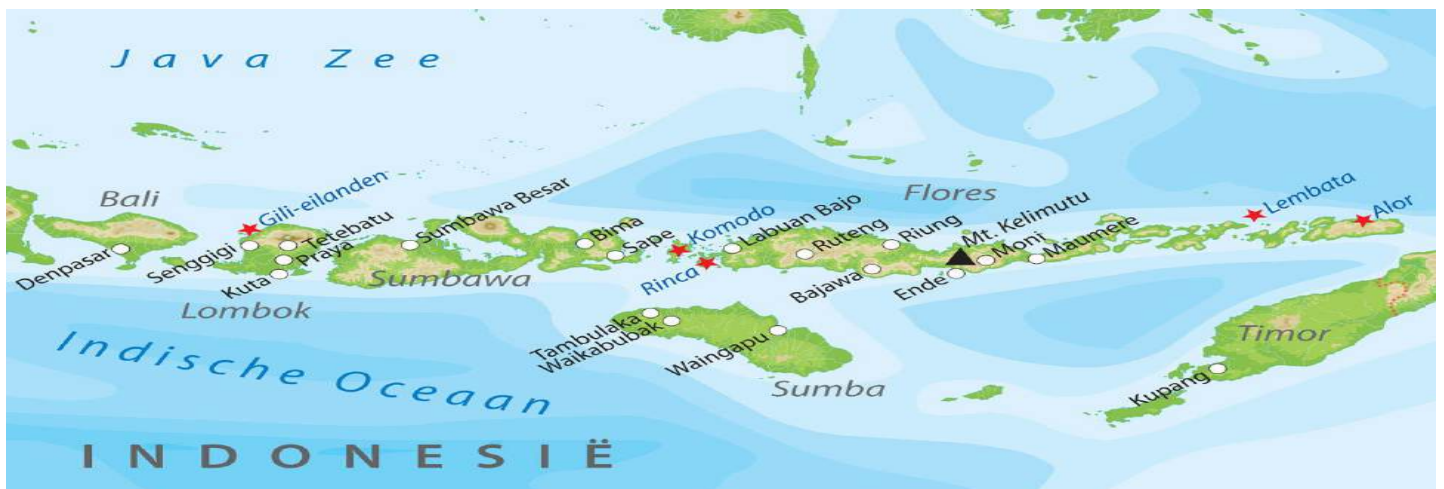 Java Zee
Bali
Gili-eilanden
Flores
Lembata
Alor
Denpasar
Senggigi
Tetebatu
Praya
Kuta
Lombok
Sumbawa Besar
Sumbawa
Bima
Sape
Komodo
Rinca
Labuan Bajo
Ruteng
Riung
Bajawa
Mt. Kelimutu
Moni
Ende
Maumere
Tambulaka
Waikabubak
Waingapu
Sumba
Timor
Kupang
Indische Oceaan
INDONESIË